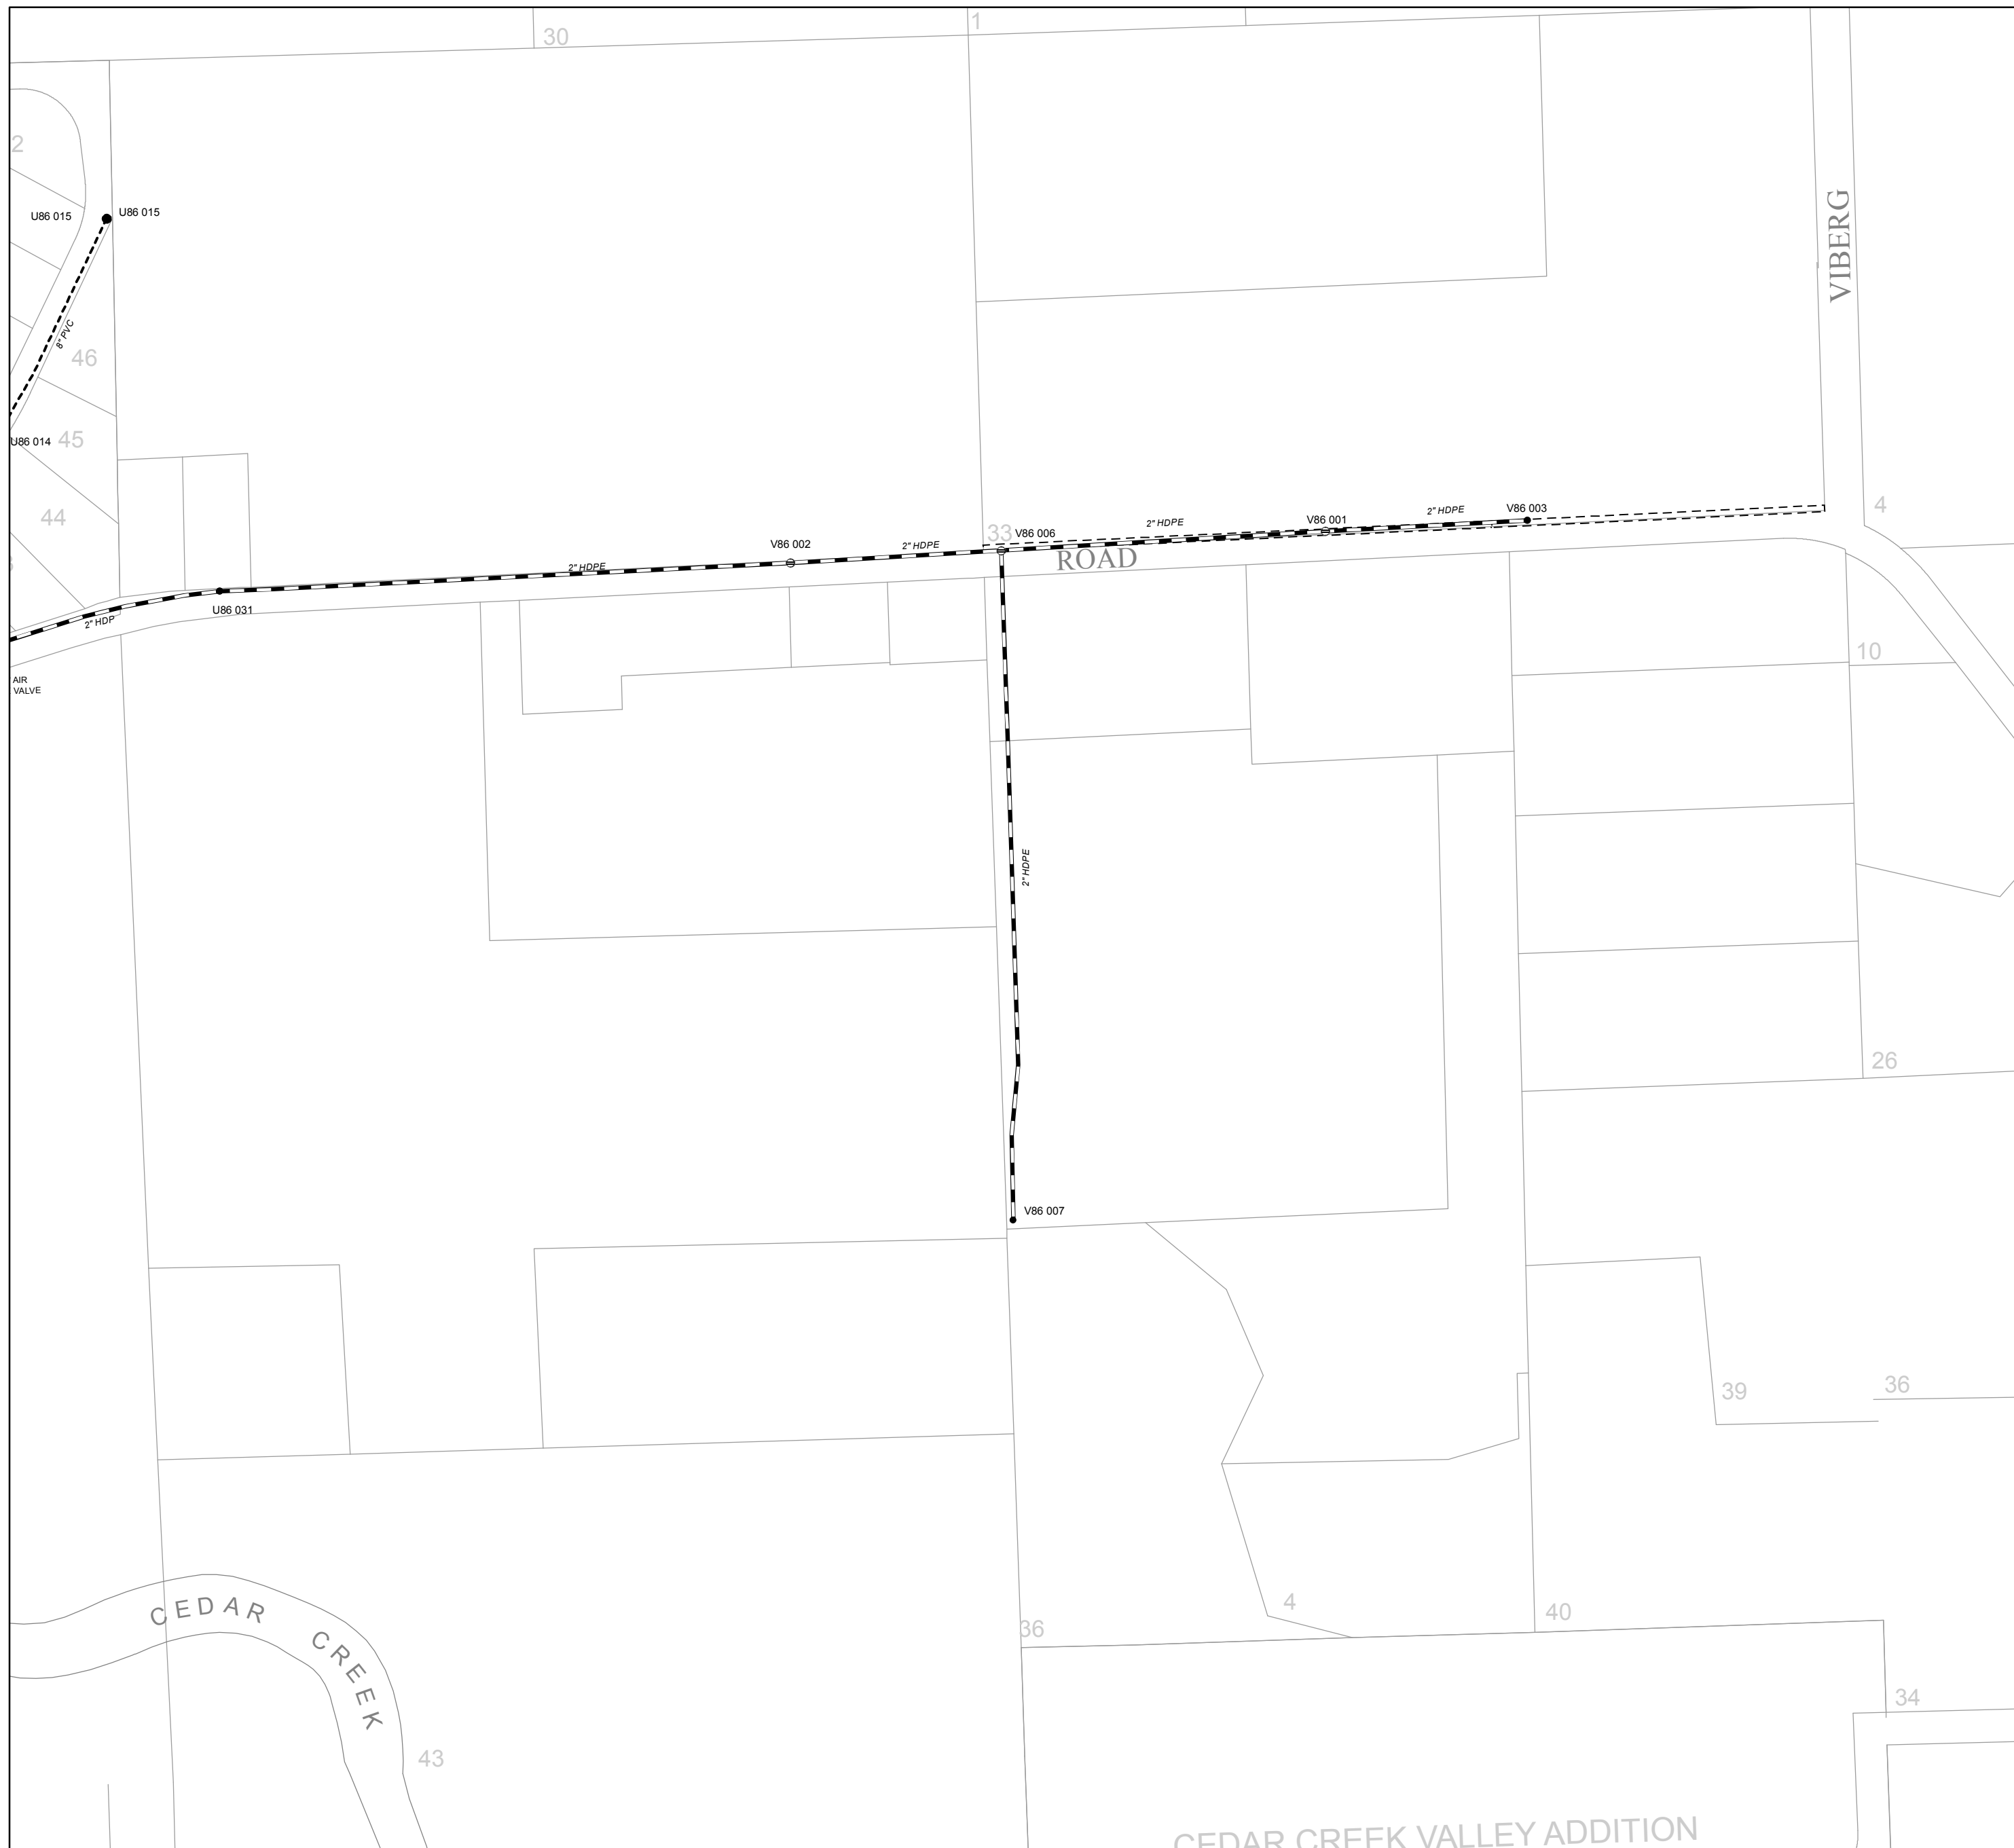 30
1
2
VIBERG
U86 015
U86 015
8" PVC
46
U86 014
45
44
4
33
V86 006
2" HDPE
V86 001
2" HDPE
V86 003
V86 002
2" HDPE
ROAD
2" HDPE
U86 031
2" HDP
AIR
VALVE
10
2" HDPE
26
V86 007
39
36
4
40
36
CEDAR CREEK
34
43
CEDAR CREEK VALLEY ADDITION